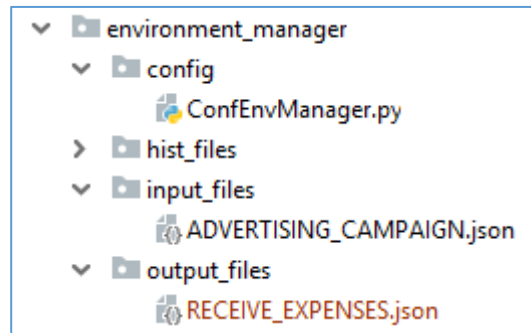 environment_manager
config
ConfEnvManager.py
hist_files
input_files
ADVERTISING_CAMPAIGN.json
output_files
RECEIVE_EXPENSES.json